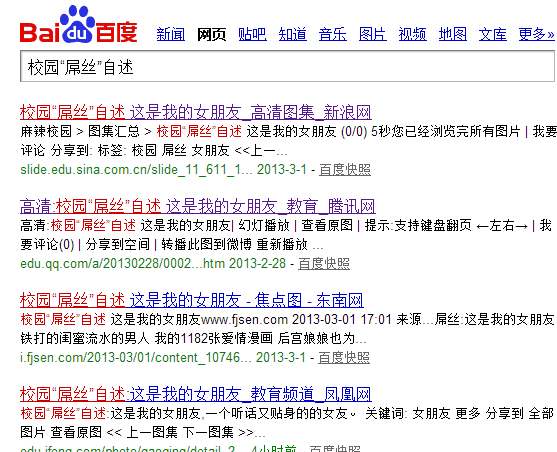 Bai du 百度 新闻 网页 贴吧 知道 音乐 图片 视频 地图 文库 更多»
校园“屌丝”自述
校园“屌丝”自述 这是我的女朋友_高清图集_新浪网
麻辣校园 > 图集汇总 > 校园“屌丝”自述 这是我的女朋友 (0/0) 5秒您已经浏览完所有图片 | 我要
评论 分享到: 标签: 校园 屌丝 女朋友 <<上一...
slide.edu.sina.com.cn/slide_11_611_1... 2013-3-1 - 百度快照
高清:校园“屌丝”自述 这是我的女朋友_教育_腾讯网
高清:校园“屌丝”自述 这是我的女朋友| 幻灯播放 | 查看原图 | 提示:支持键盘翻页 ←左右→ | 我
要评论(0) | 分享到空间 | 转播此图到微博 重新播放 ...
edu.qq.com/a/20130228/0002...htm 2013-2-28 - 百度快照
校园“屌丝”自述 这是我的女朋友 - 焦点图 - 东南网
校园“屌丝”自述 这是我的女朋友www.fjsen.com 2013-03-01 17:01 来源...屌丝:这是我的女朋友
铁打的闺蜜流水的男人 我的1182张爱情漫画 后宫娘娘也为...
i.fjsen.com/2013-03/01/content_10746... 2013-3-1 - 百度快照
校园“屌丝”自述:这是我的女朋友_教育频道_凤凰网
校园“屌丝”自述:这是我的女朋友,一个听话又贴身的的女友。 关键词: 女朋友 更多 分享到 全部
图片 查看原图 << 上一图集 下一图集 >>...
edu.ifeng.com/photo/gaoqing/detail_2... 4小时前 - 百度快照